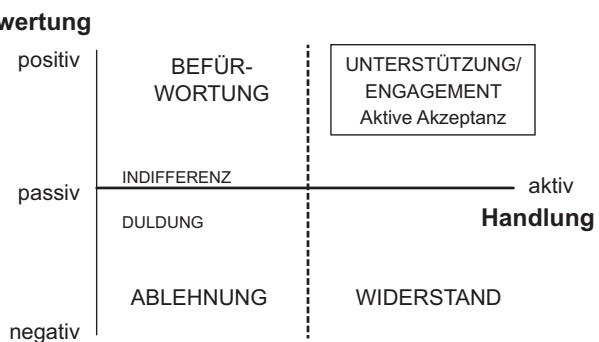 wertung
positiv
BEFÜR-
WORTUNG
UNTERSTÜTZUNG/
ENGAGEMENT
Aktive Akzeptanz
INDIFFERENZ
passiv
aktiv
DULDUNG
Handlung
ABLEHNUNG
WIDERSTAND
negativ